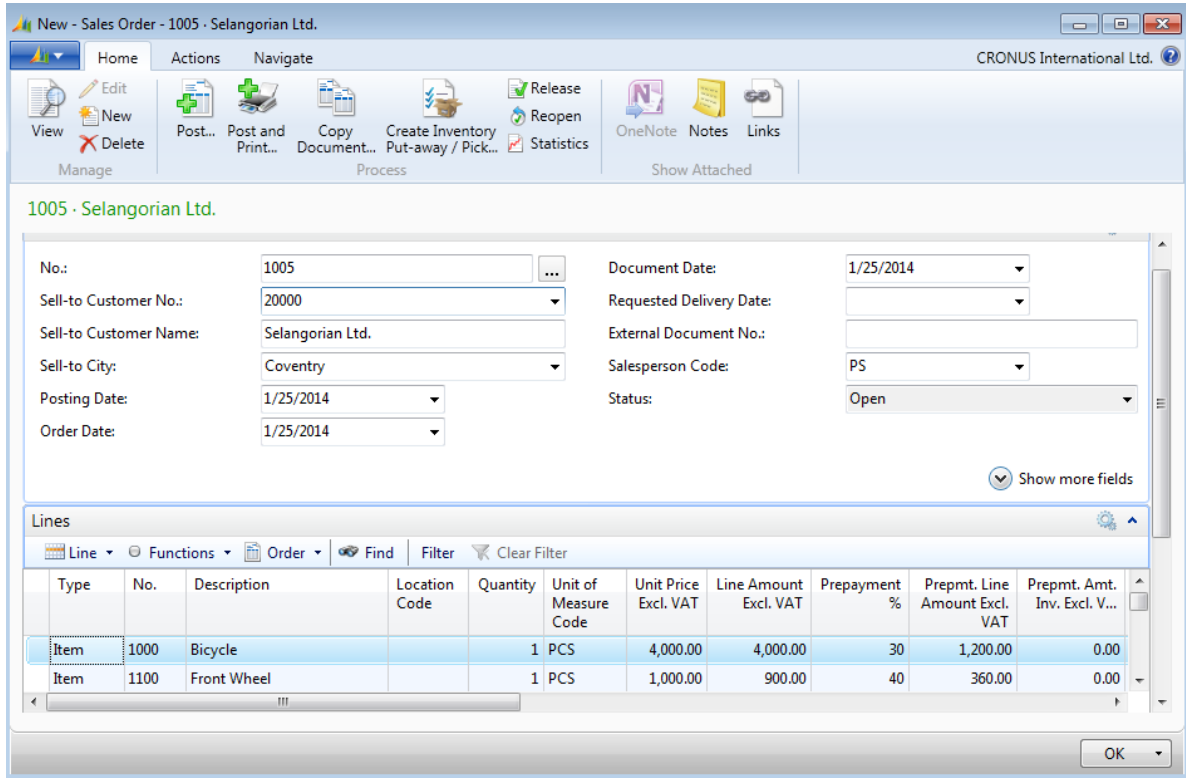 New - Sales Order - 1005 · Selangorian Ltd.
Home Actions Navigate CRONUS International Ltd.
View
Edit
New
Delete
Manage
Post...
Post and
Print...
Copy
Document...
Create Inventory
Put-away / Pick...
Release
Reopen
Statistics
Process
OneNote
Notes
Links
Show Attached
1005 · Selangorian Ltd.
No.: 1005 ... Document Date: 1/25/2014
Sell-to Customer No.: 20000 Requested Delivery Date:
Sell-to Customer Name: Selangorian Ltd. External Document No.:
Sell-to City: Coventry Salesperson Code: PS
Posting Date: 1/25/2014 Status: Open
Order Date: 1/25/2014
Show more fields
Lines
Line Functions Order Find Filter Clear Filter
Type No. Description Location Quantity Unit of Unit Price Line Amount Prepayment Prepmt. Line Prepmt. Amt.
Code Measure Excl. VAT Excl. VAT % Amount Excl. Inv. Excl. V...
Code VAT
Item 1000 Bicycle 1 PCS 4,000.00 4,000.00 30 1,200.00 0.00
Item 1100 Front Wheel 1 PCS 1,000.00 900.00 40 360.00 0.00
OK